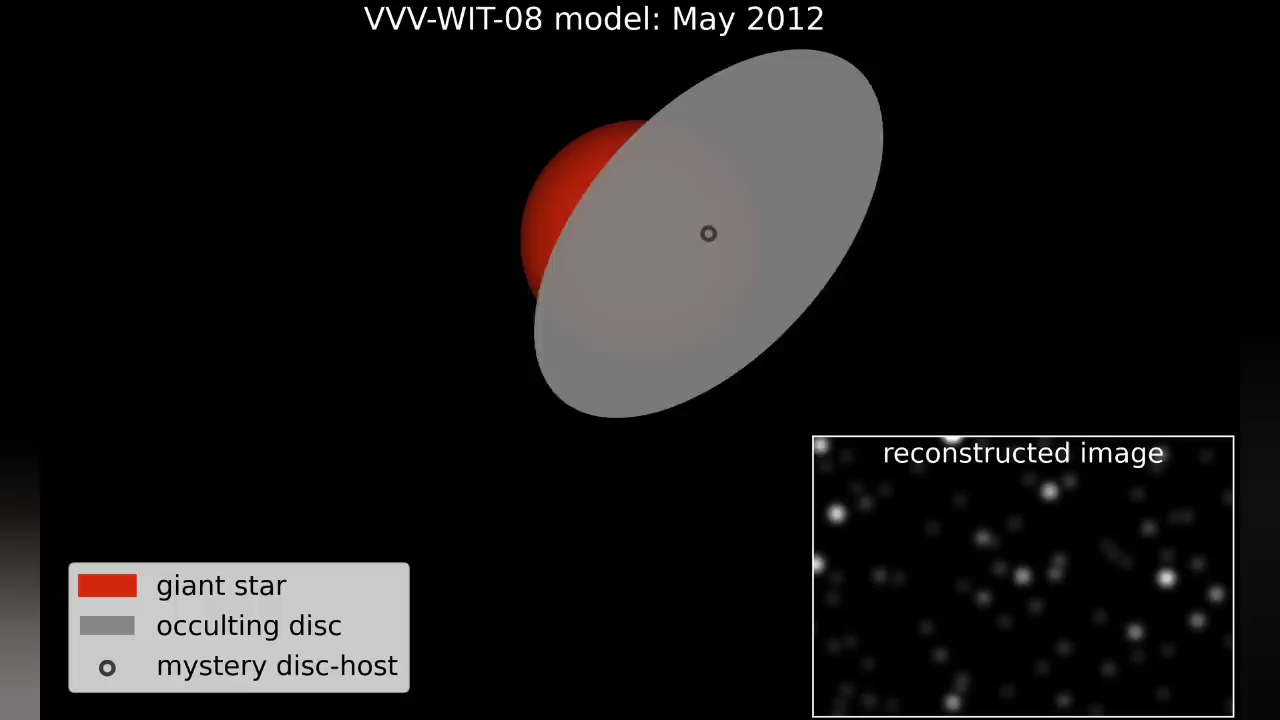 VVV-WIT-08 model: May 2012
reconstructed image
giant star
occulting disc
mystery disc-host